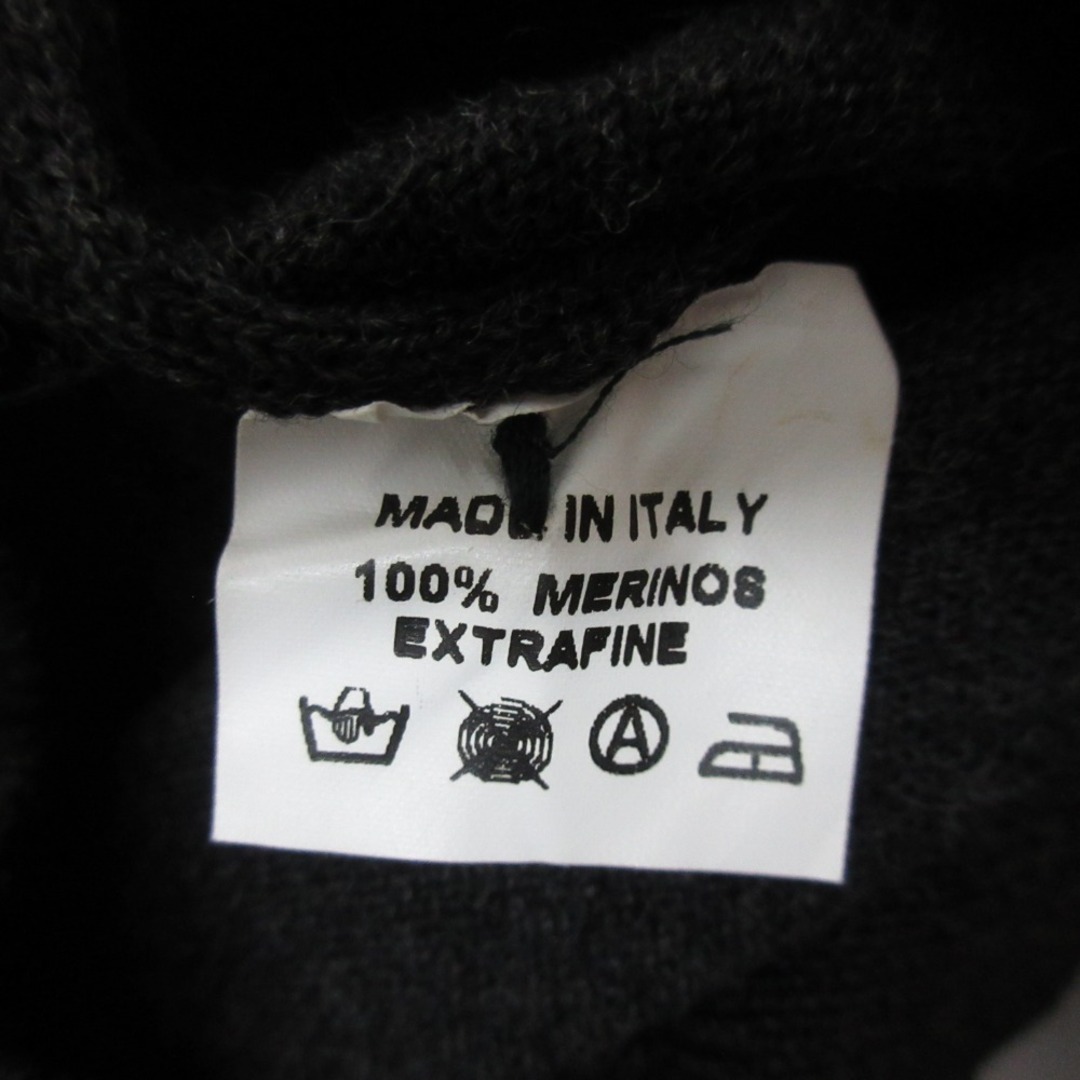 MADE IN ITALY
100% MERINOS
EXTRAFINE
A